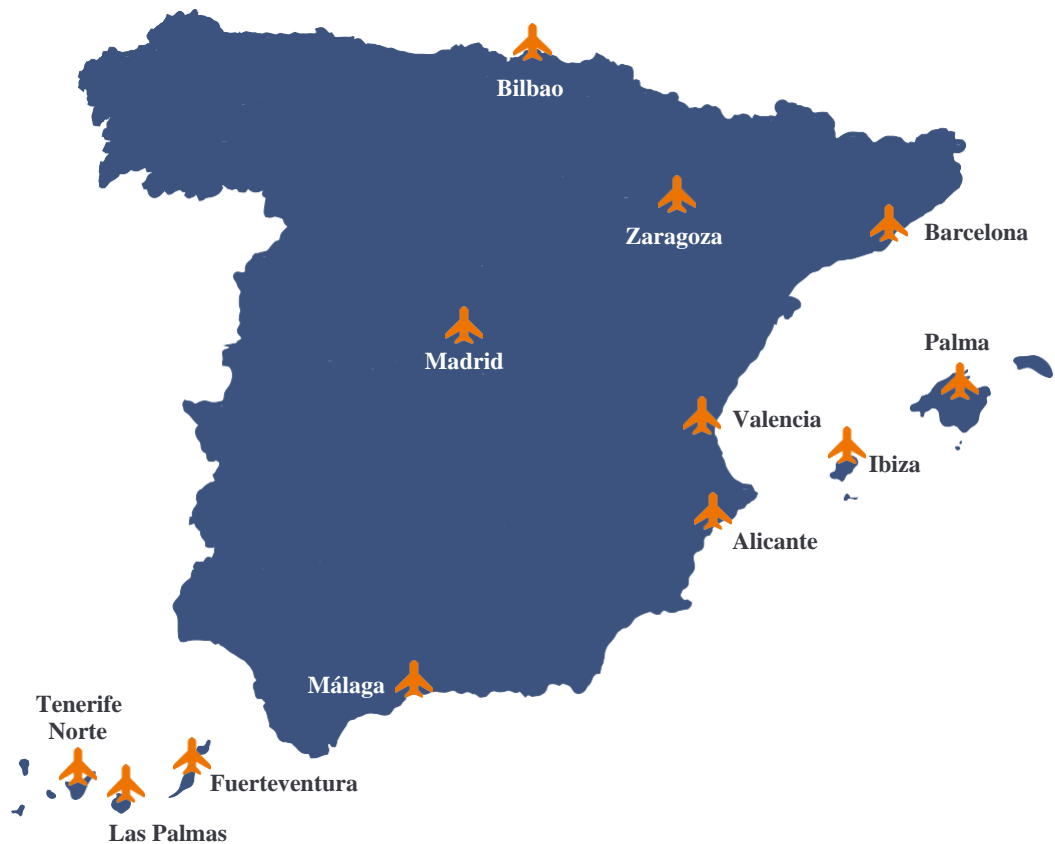 Bilbao
Zaragoza
Barcelona
Madrid
Palma
Valencia
Ibiza
Alicante
Málaga
Tenerife
Norte
Fuerteventura
Las Palmas